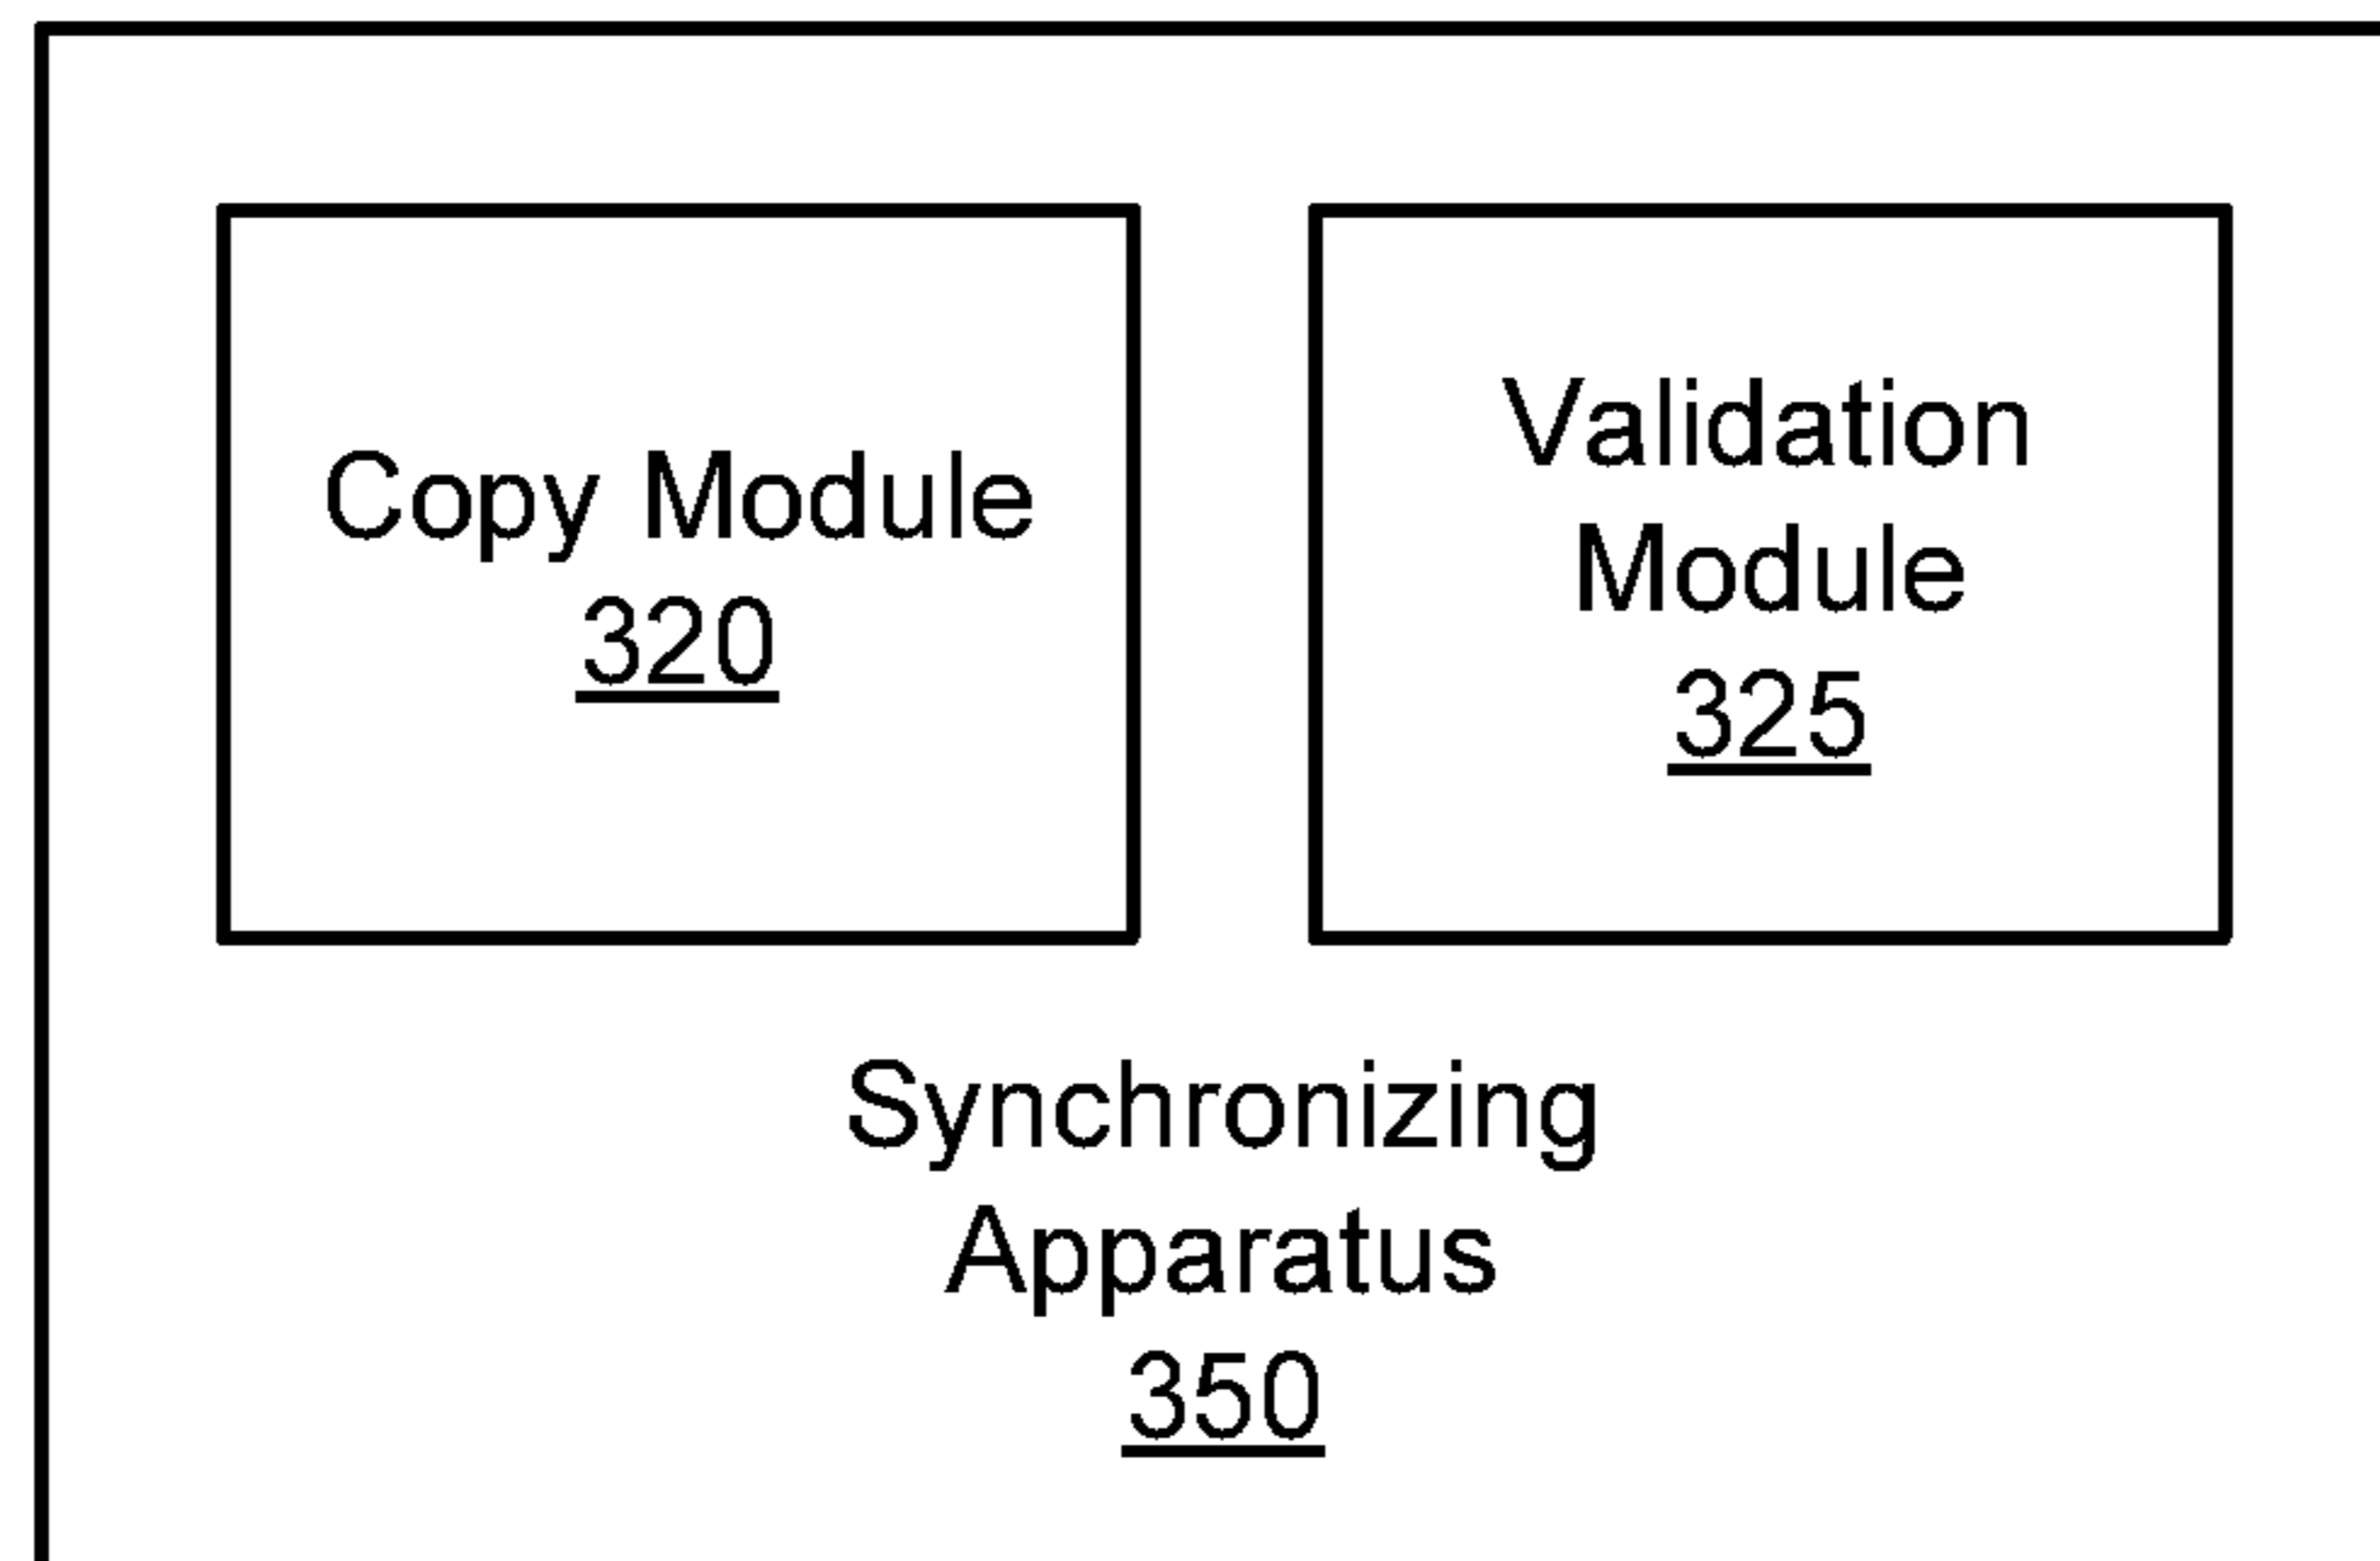 Copy Module
320
Validation
Module
325
Synchronizing
Apparatus
350